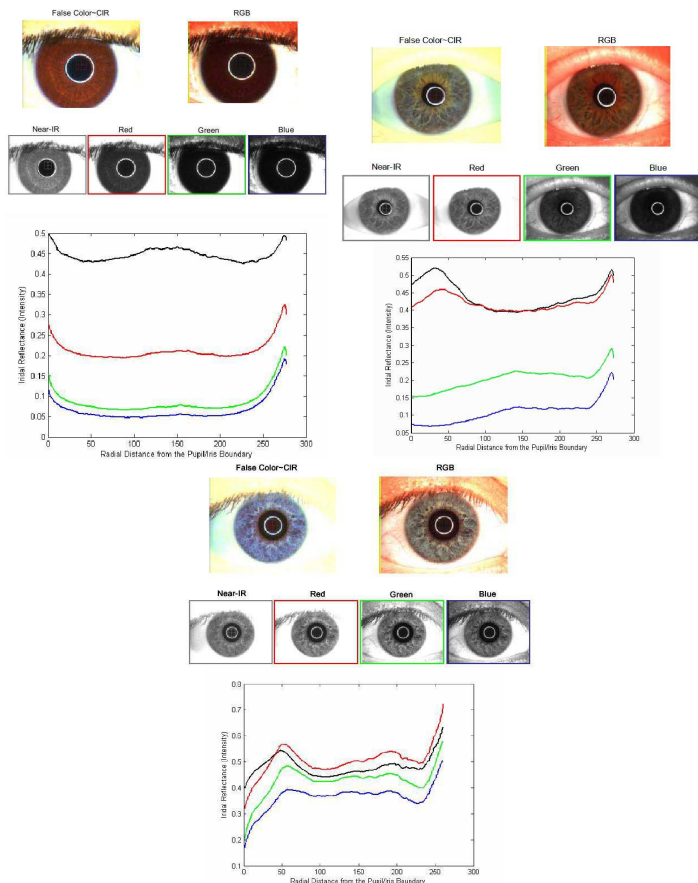 False Color~CIR
RGB
Near-IR
Red
Green
Blue
0.5
0.45
0.4
0.35
0.3
0.25
0.2
0.15
0.1
0.05
0
0
50
100
150
200
250
300
Iridal Reflectance (Intensity)
Radial Distance from the Pupil/Iris Boundary
False Color~CIR
RGB
Near-IR
Red
Green
Blue
0.55
0.5
0.45
0.4
0.35
0.3
0.25
0.2
0.15
0.1
0.05
0
50
100
150
200
250
300
Iridal Reflectance (Intensity)
Radial Distance from the Pupil/Iris Boundary
False Color~CIR
RGB
Near-IR
Red
Green
Blue
0.8
0.7
0.6
0.5
0.4
0.3
0.2
0.1
0
50
100
150
200
250
300
Iridal Reflectance (Intensity)
Radial Distance from the Pupil/Iris Boundary